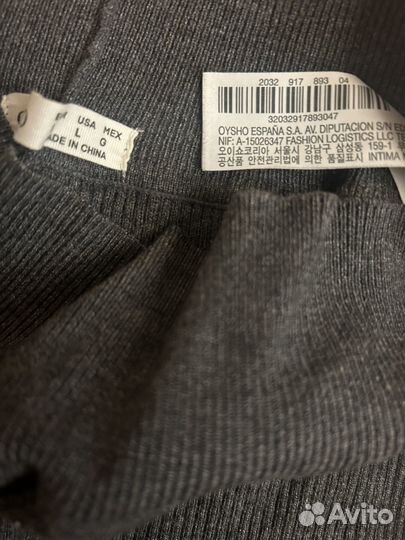 USA MEX
L G
MADE IN CHINA
2032 917 893 04
32032917893047
OYSHO ESPAÑA S.A. AV. DIPUTACION S/N
NIF: A-15026347 FASHION LOGISTICS LLC
오이쇼코리아 서울시 강남구 삼성동 159-1
공산품 안전관리법에 의한 품질표시 INTIMA
Avito